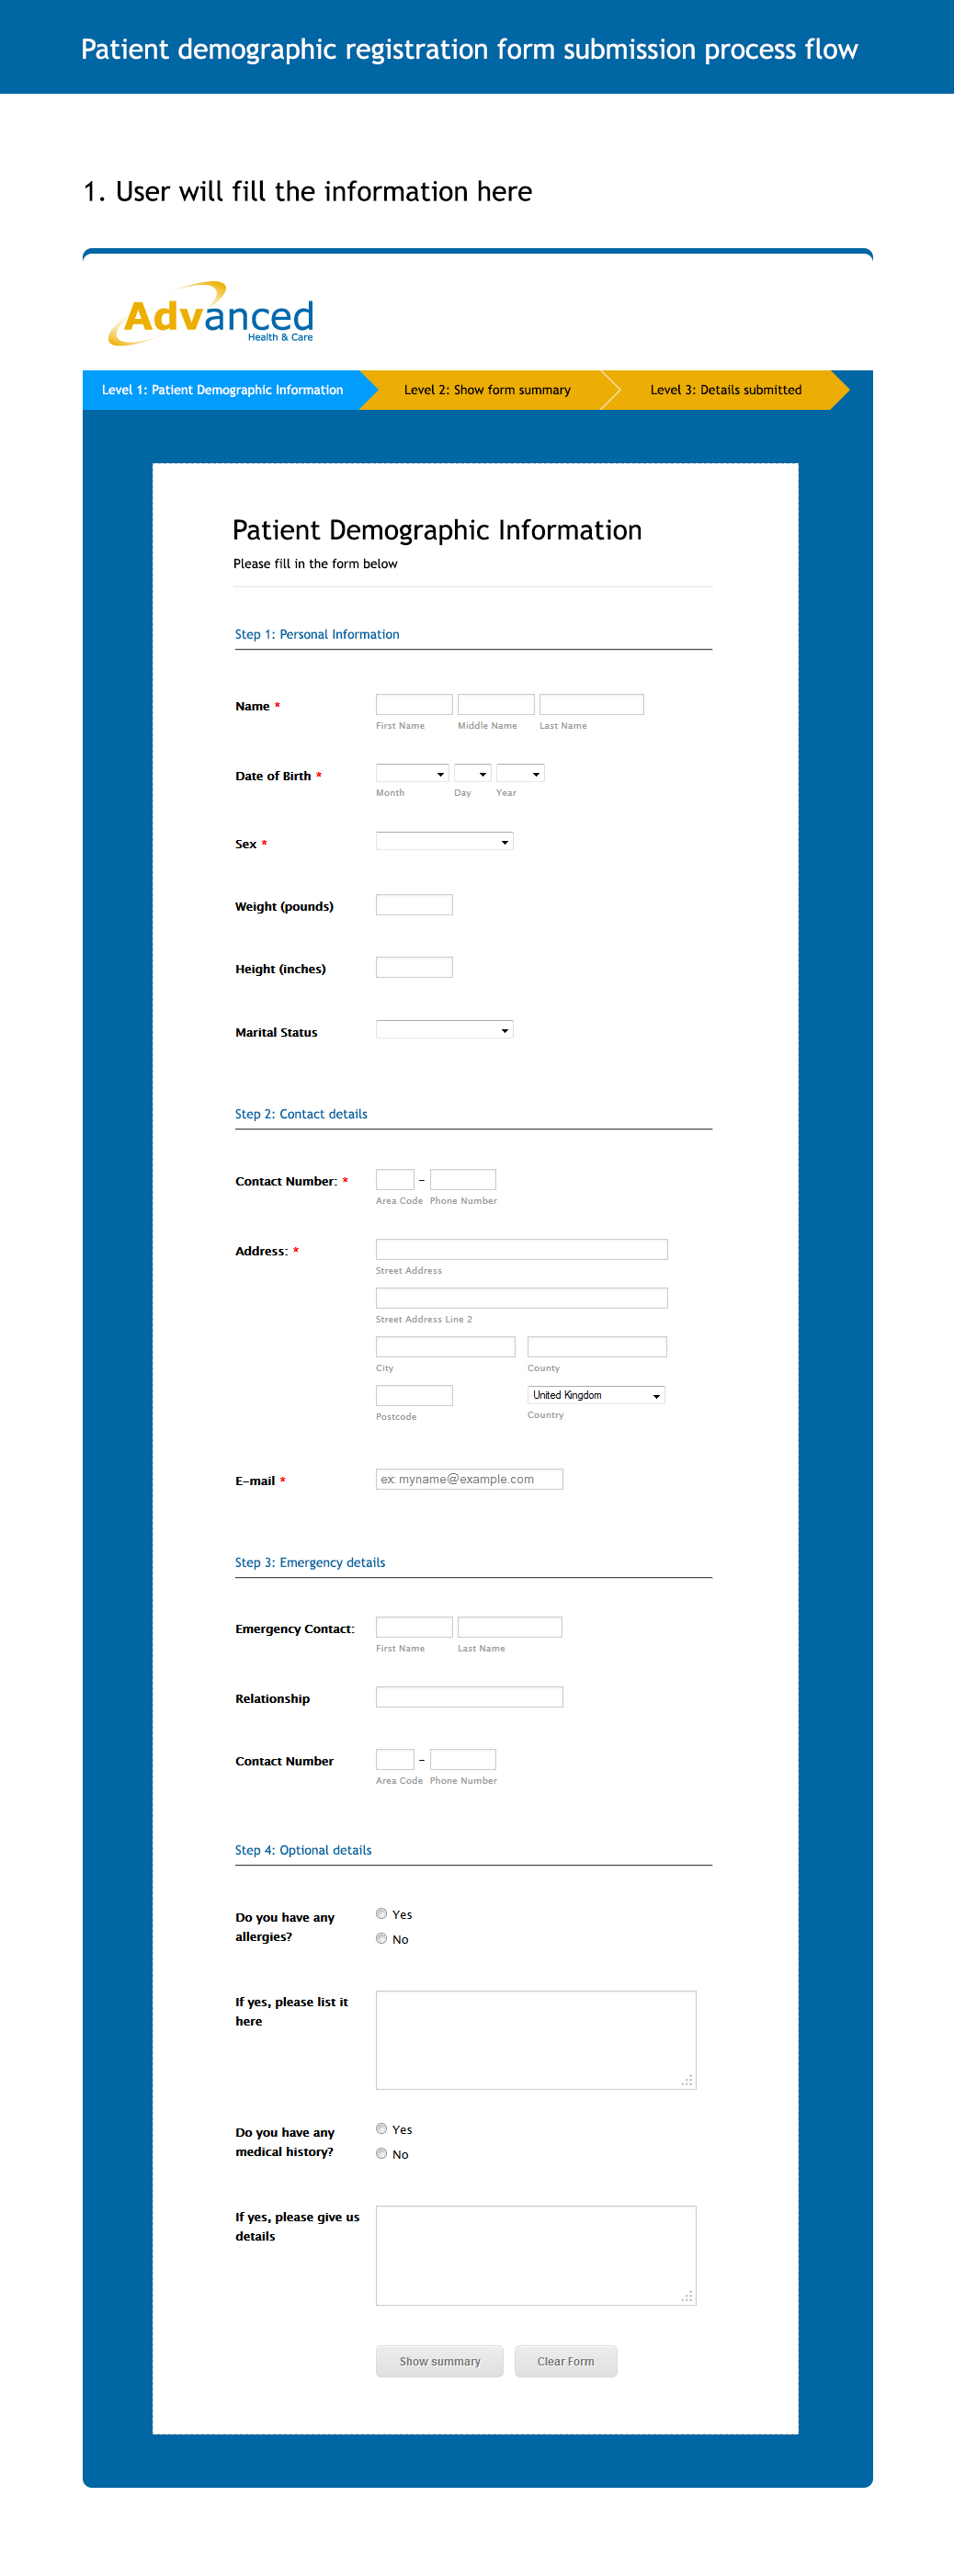 Patient demographic registration form submission process flow
1. User will fill the information here
Advanced
Health & Care
Level 1: Patient Demographic Information
Level 2: Show form summary
Level 3: Details submitted
Patient Demographic Information
Please fill in the form below
Step 1: Personal Information
Name *
First Name
Middle Name
Last Name
Date of Birth *
Month
Day
Year
Sex *
Weight (pounds)
Height (inches)
Marital Status
Step 2: Contact details
Contact Number: *
-
Area Code
Phone Number
Address: *
Street Address
Street Address Line 2
City
County
United Kingdom
Postcode
Country
E-mail *
ex: myname@example.com
Step 3: Emergency details
Emergency Contact:
First Name
Last Name
Relationship
Contact Number
-
Area Code
Phone Number
Step 4: Optional details
Do you have any
allergies?
Yes
No
If yes, please list it
here
Do you have any
medical history?
Yes
No
If yes, please give us
details
Show summary
Clear Form